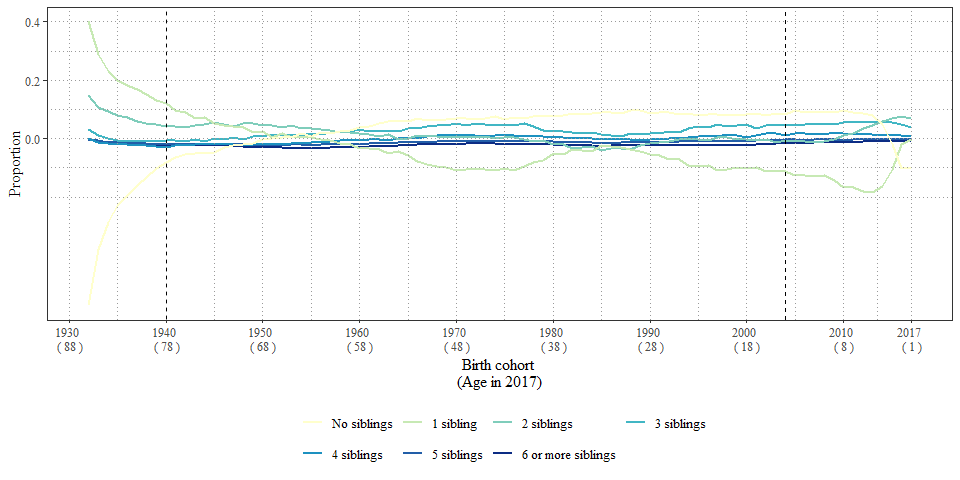 0.4
0.2
0.0
Proportion
1930 1940 1950 1960 1970 1980 1990 2000 2010 2017
( 88 ) ( 78 ) ( 68 ) ( 58 ) ( 48 ) ( 38 ) ( 28 ) ( 18 ) ( 8 ) ( 1 )
Birth cohort
(Age in 2017)
No siblings 1 sibling 2 siblings 3 siblings
4 siblings 5 siblings 6 or more siblings